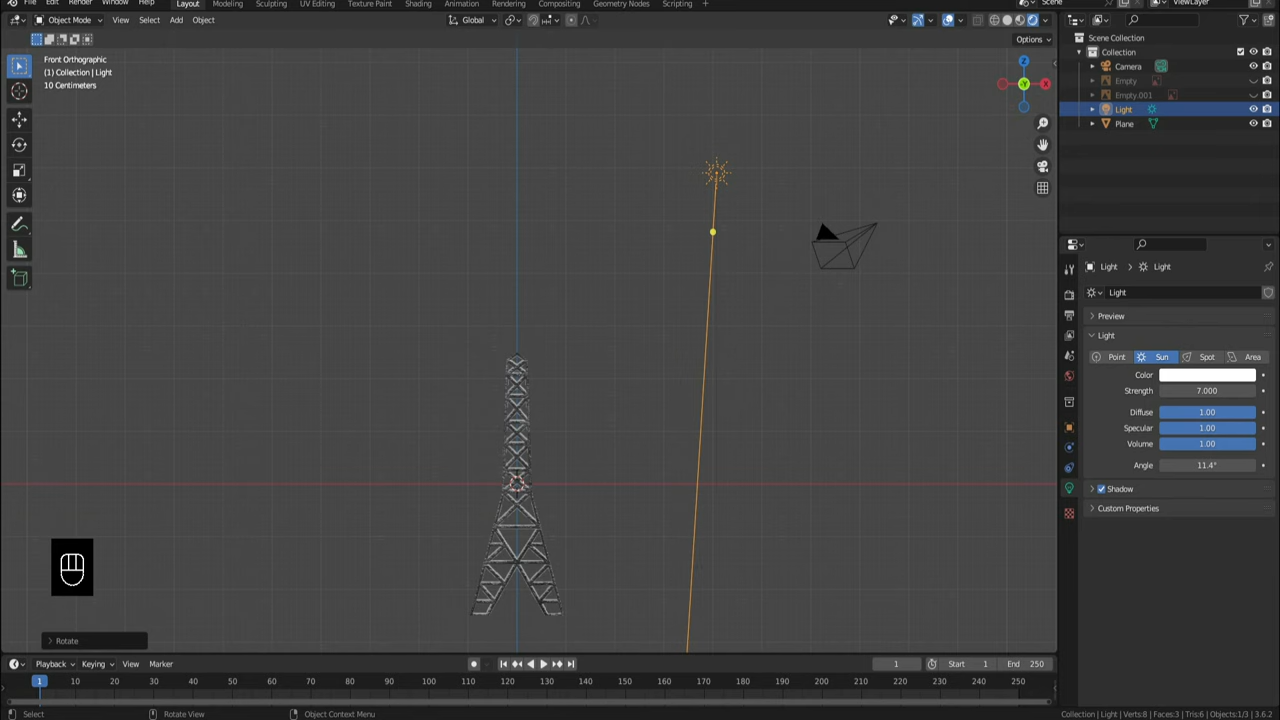 File Edit Render Window Help Layout Modeling Sculpting UV Editing Texture Paint Shading Animation Rendering Compositing Geometry Nodes Scripting Scene ViewLayer
Object Mode View Select Add Object Global
Options
Front Orthographic
(1) Collection | Light
10 Centimeters
Z
Y
X
Scene Collection
Collection
Camera
Empty
Empty.001
Light
Plane
Light Light
Light
Preview
Light
Point Sun Spot Area
Color
Strength 7.000
Diffuse 1.00
Specular 1.00
Volume 1.00
Angle 11.4°
Shadow
Custom Properties
Rotate
Playback Keying View Marker 1 Start 1 End 250
1 10 20 30 40 50 60 70 80 90 100 110 120 130 140 150 160 170 180 190 200 210 220 230 240 250
Select Rotate View Object Context Menu Collection | Light | Verts:8 | Faces:3 | Tris:6 | Objects:1/3 | 3.6.2